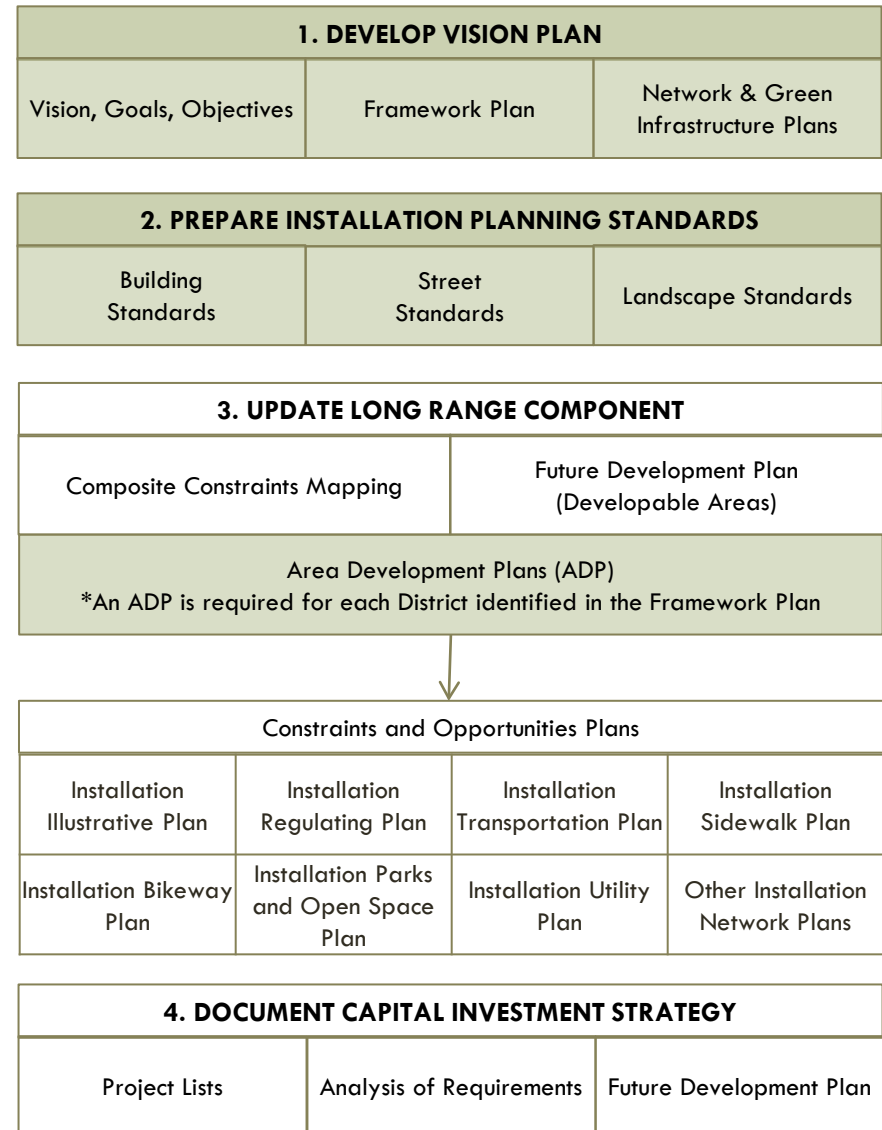 1. DEVELOP VISION PLAN
Vision, Goals, Objectives
Framework Plan
Network & Green
Infrastructure Plans
2. PREPARE INSTALLATION PLANNING STANDARDS
Building
Standards
Street
Standards
Landscape Standards
3. UPDATE LONG RANGE COMPONENT
Composite Constraints Mapping
Future Development Plan
(Developable Areas)
Area Development Plans (ADP)
*An ADP is required for each District identified in the Framework Plan
Constraints and Opportunities Plans
Installation
Illustrative Plan
Installation
Regulating Plan
Installation
Transportation Plan
Installation
Sidewalk Plan
Installation Bikeway
Plan
Installation Parks
and Open Space
Plan
Installation Utility
Plan
Other Installation
Network Plans
4. DOCUMENT CAPITAL INVESTMENT STRATEGY
Project Lists
Analysis of Requirements
Future Development Plan